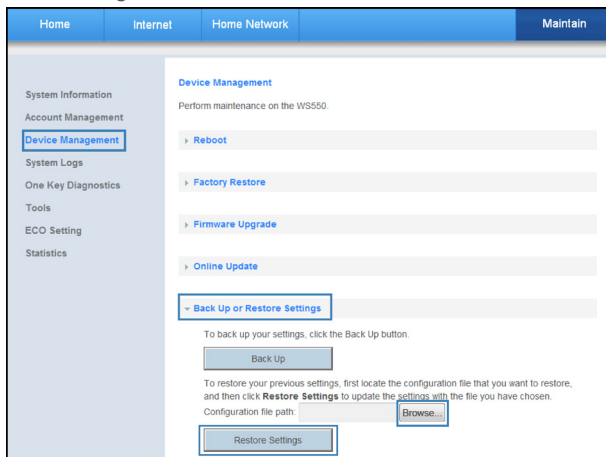 Home Internet Home Network Maintain
System Information
Account Management
Device Management
System Logs
One Key Diagnostics
Tools
ECO Setting
Statistics
Device Management
Perform maintenance on the WS550.
Reboot
Factory Restore
Firmware Upgrade
Online Update
Back Up or Restore Settings
To back up your settings, click the Back Up button.
Back Up
To restore your previous settings, first locate the configuration file that you want to restore,
and then click Restore Settings to update the settings with the file you have chosen.
Configuration file path: Browse...
Restore Settings